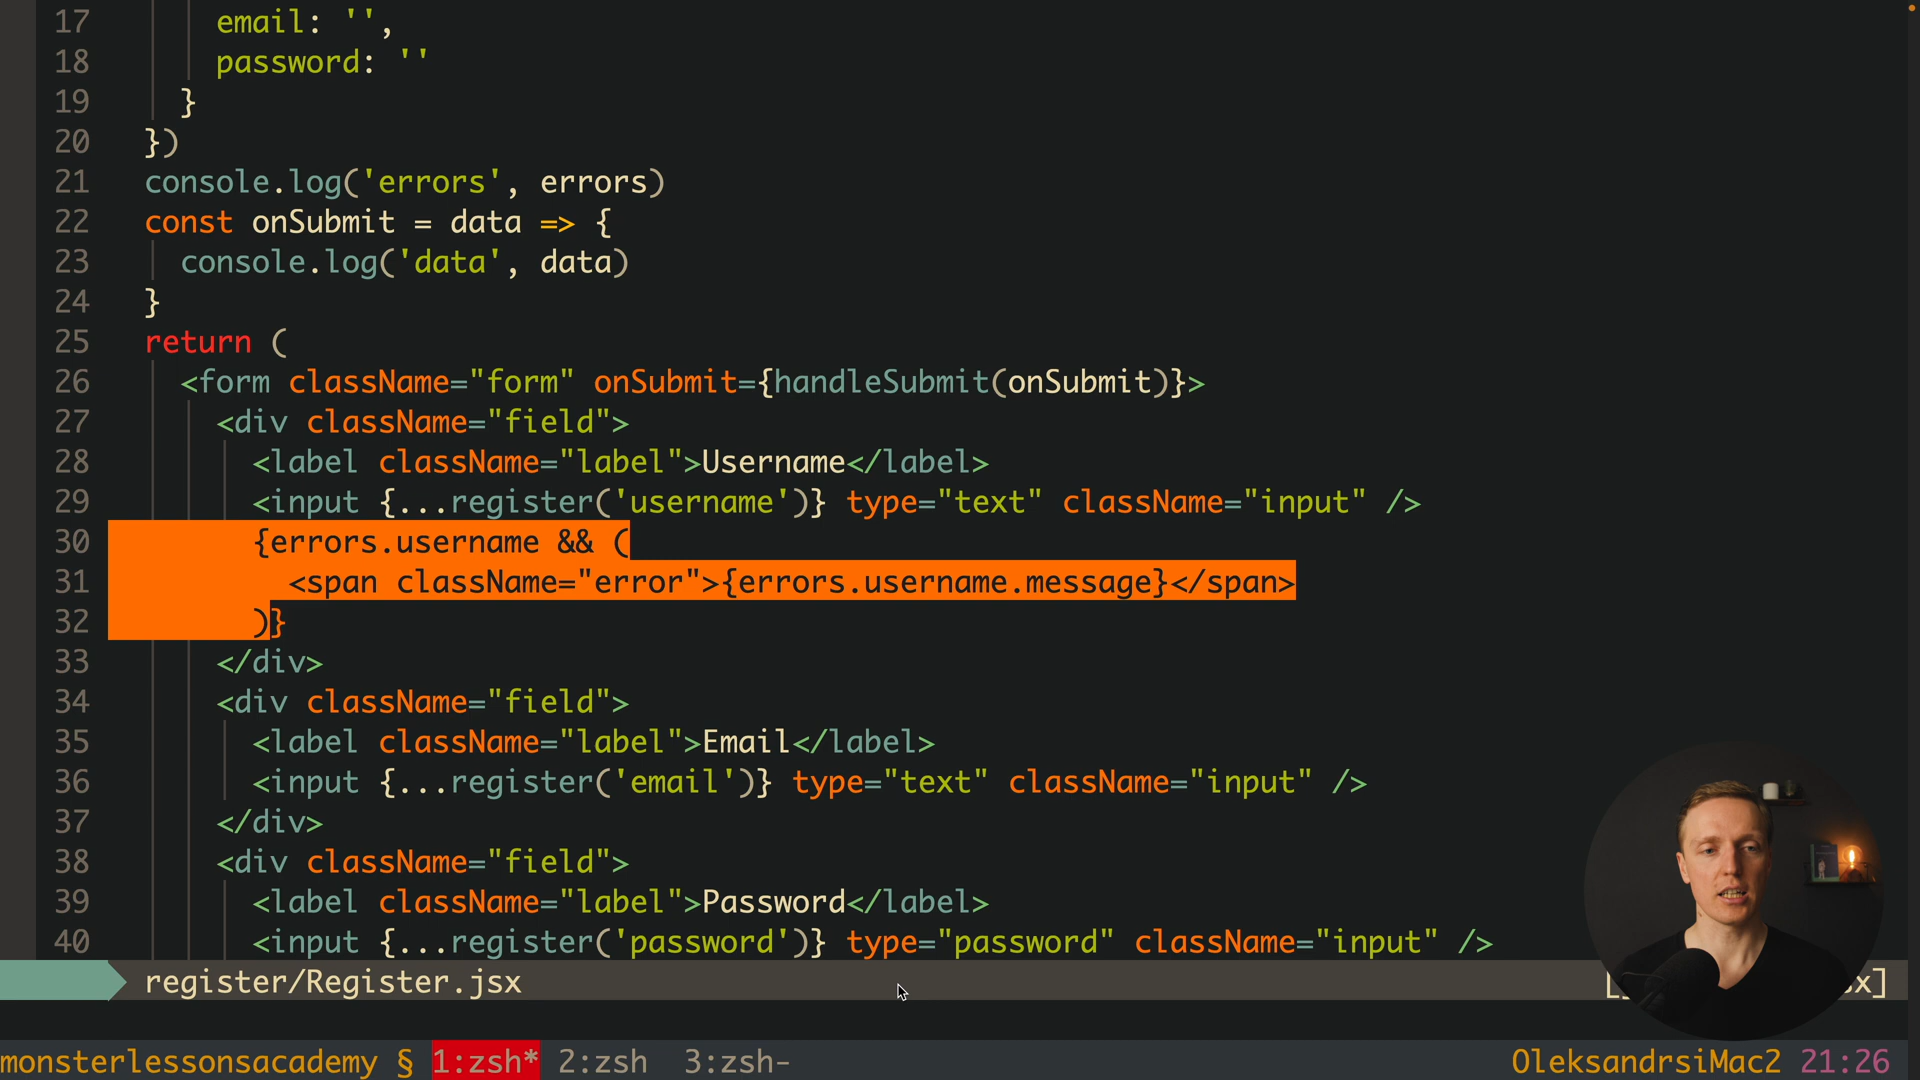 17 email: '',
18 password: ''
19 }
20 })
21 console.log('errors', errors)
22 const onSubmit = data => {
23 console.log('data', data)
24 }
25 return (
26 <form className="form" onSubmit={handleSubmit(onSubmit)}>
27 <div className="field">
28 <label className="label">Username</label>
29 <input {...register('username')} type="text" className="input" />
30 {errors.username && (
31 <span className="error">{errors.username.message}</span>
32 )}
33 </div>
34 <div className="field">
35 <label className="label">Email</label>
36 <input {...register('email')} type="text" className="input" />
37 </div>
38 <div className="field">
39 <label className="label">Password</label>
40 <input {...register('password')} type="password" className="input" />
register/Register.jsx
monsterlessonsacademy § 1:zsh* 2:zsh 3:zsh- OleksandrsiMac2 21:26